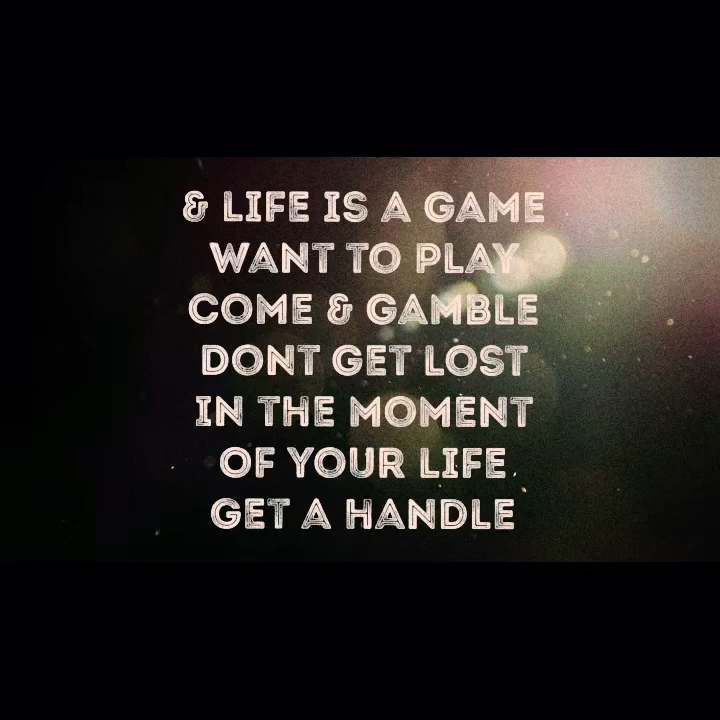 & LIFE IS A GAME
WANT TO PLAY
COME & GAMBLE
DONT GET LOST
IN THE MOMENT
OF YOUR LIFE
GET A HANDLE